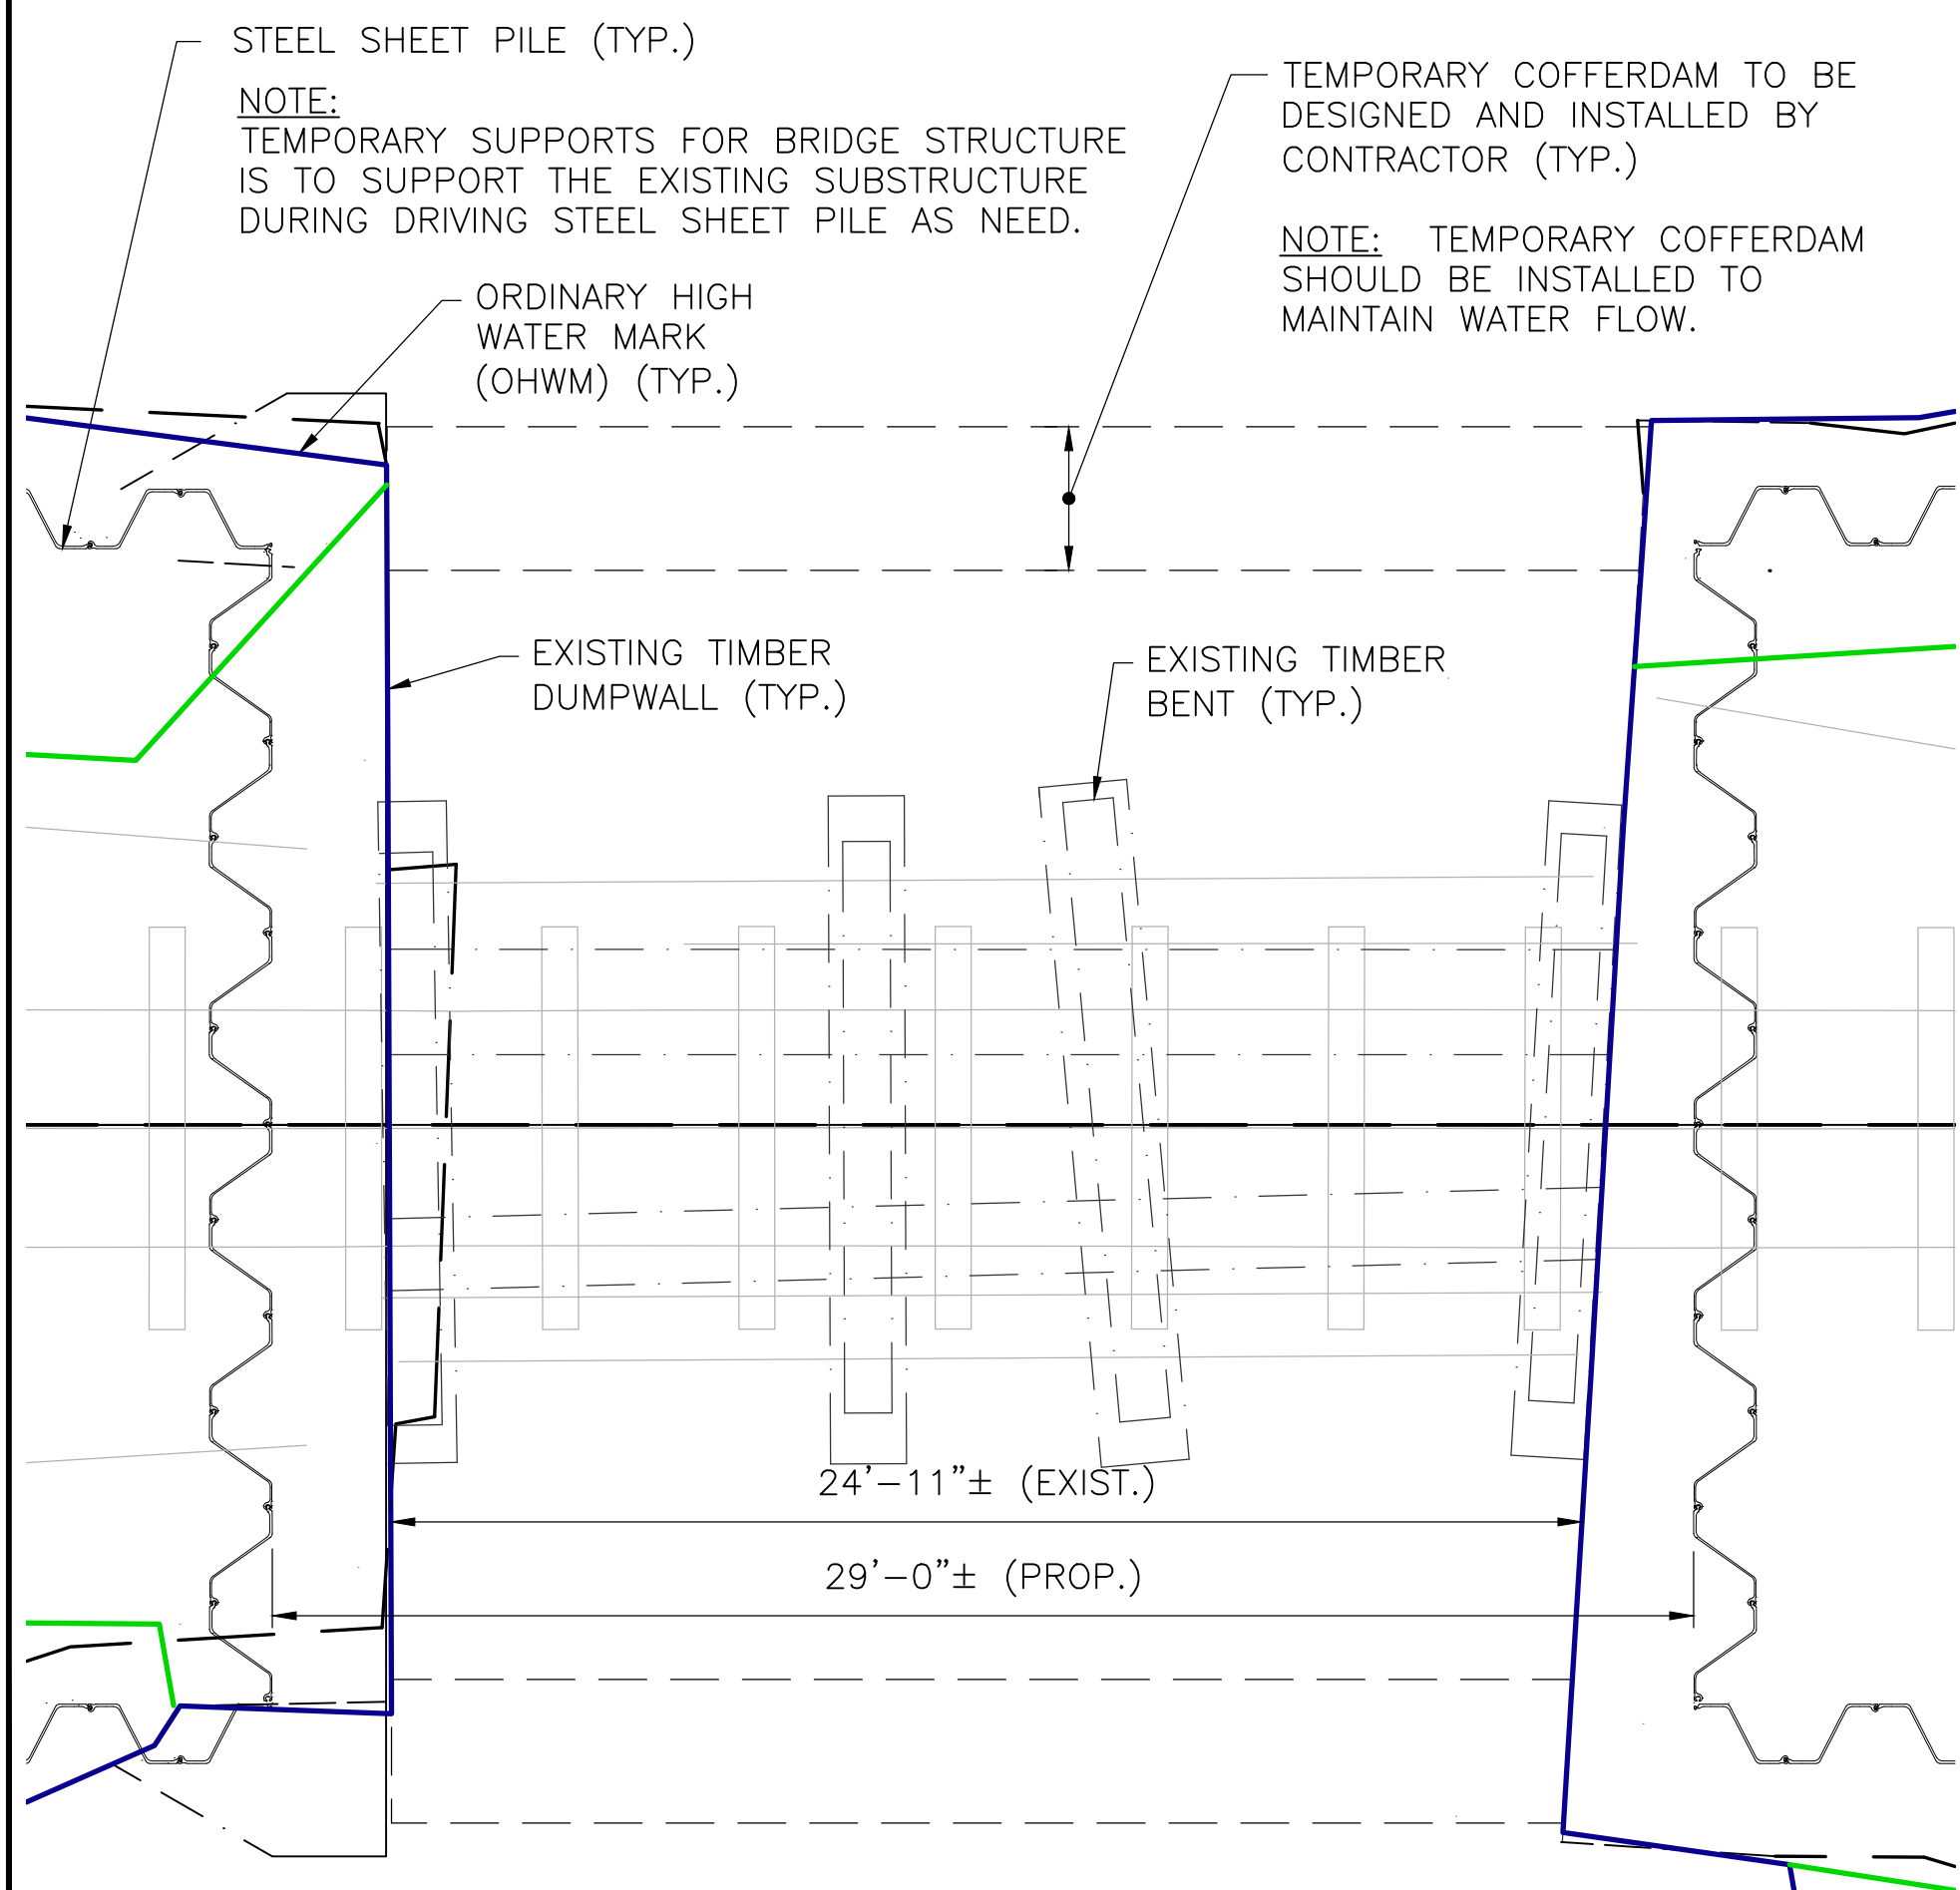 STEEL SHEET PILE (TYP.)
NOTE:
TEMPORARY SUPPORTS FOR BRIDGE STRUCTURE
IS TO SUPPORT THE EXISTING SUBSTRUCTURE
DURING DRIVING STEEL SHEET PILE AS NEED.
TEMPORARY COFFERDAM TO BE
DESIGNED AND INSTALLED BY
CONTRACTOR (TYP.)
NOTE: TEMPORARY COFFERDAM
SHOULD BE INSTALLED TO
MAINTAIN WATER FLOW.
ORDINARY HIGH
WATER MARK
(OHWM) (TYP.)
EXISTING TIMBER
DUMPWALL (TYP.)
EXISTING TIMBER
BENT (TYP.)
24'-11"± (EXIST.)
29'-0"± (PROP.)